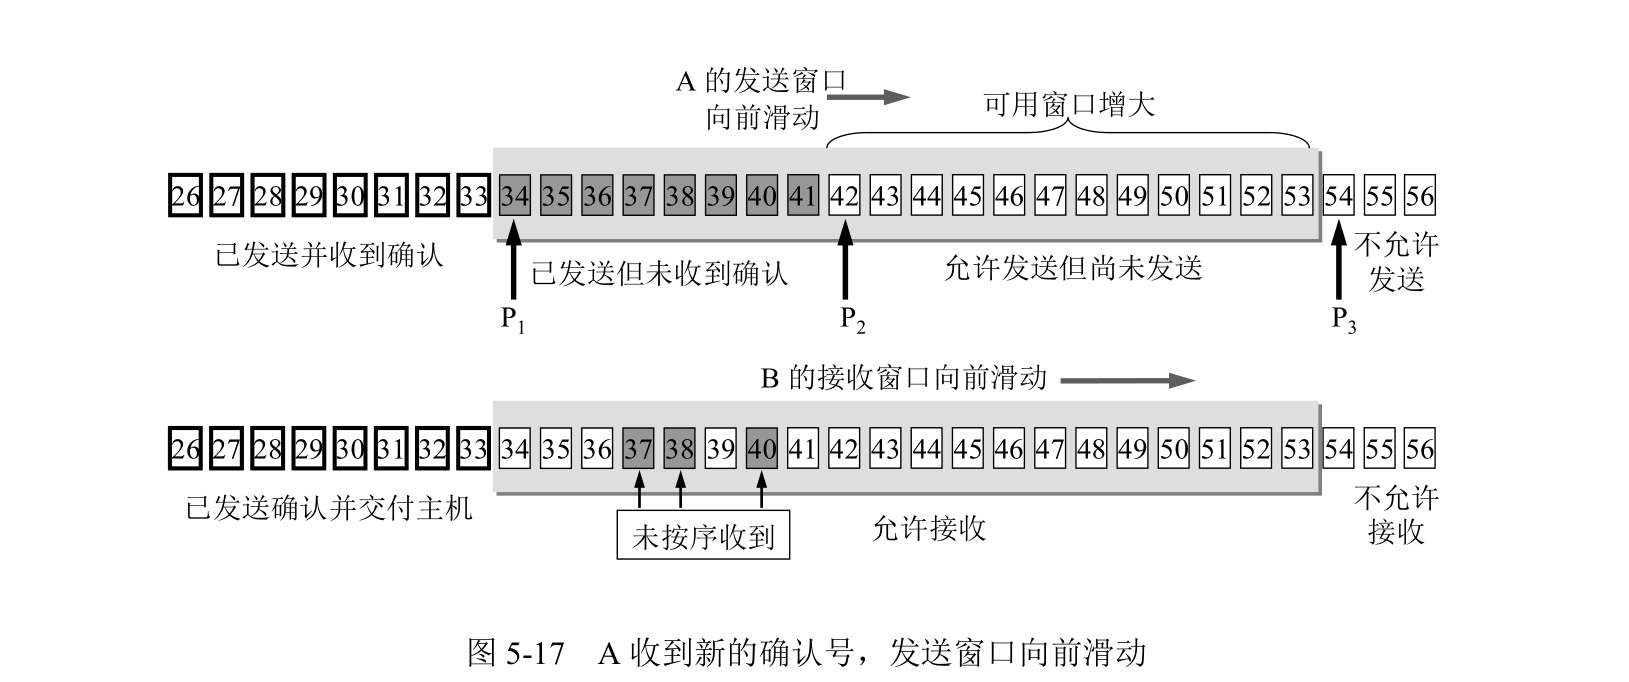 A 的发送窗口
向前滑动
可用窗口增大
26 27 28 29 30 31 32 33 34 35 36 37 38 39 40 41 42 43 44 45 46 47 48 49 50 51 52 53 54 55 56
已发送并收到确认
已发送但未收到确认
允许发送但尚未发送
不允许
发送
P1
P2
P3
B 的接收窗口向前滑动
26 27 28 29 30 31 32 33 34 35 36 37 38 39 40 41 42 43 44 45 46 47 48 49 50 51 52 53 54 55 56
已发送确认并交付主机
未按序收到
允许接收
不允许
接收
图 5-17 A 收到新的确认号，发送窗口向前滑动